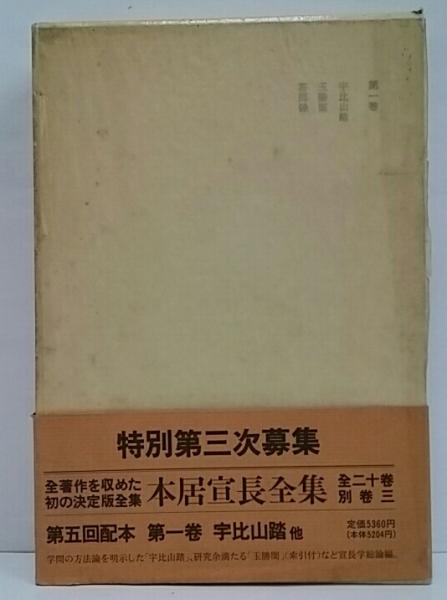 第一巻
宇比山踏
玉勝間
答問録
特別第三次募集
全著作を収めた
初の決定版全集
本居宣長全集
全二十巻
別巻三
第五回配本 第一巻 宇比山踏 他
定価5360円
(本体5204円)
学問の方法論を明示した「宇比山踏」、研究余滴たる「玉勝間」(索引付)など宣長学総論編。